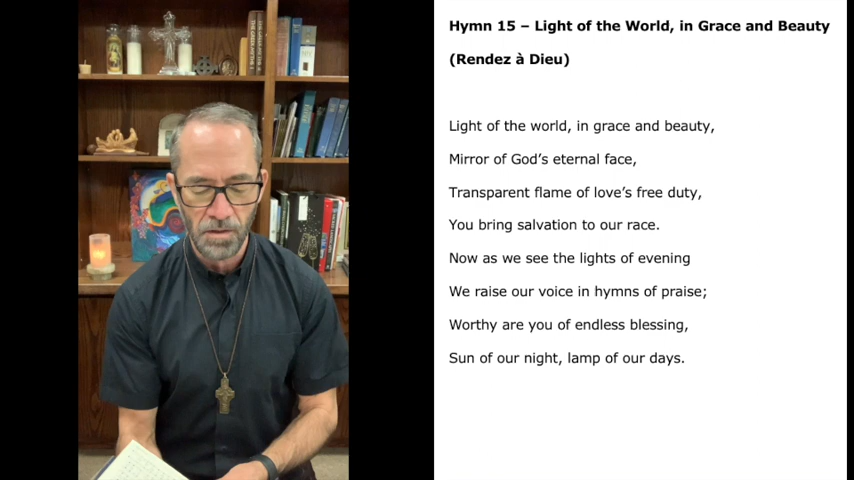 Hymn 15 – Light of the World, in Grace and Beauty
(Rendez à Dieu)
Light of the world, in grace and beauty,
Mirror of God’s eternal face,
Transparent flame of love’s free duty,
You bring salvation to our race.
Now as we see the lights of evening
We raise our voice in hymns of praise;
Worthy are you of endless blessing,
Sun of our night, lamp of our days.